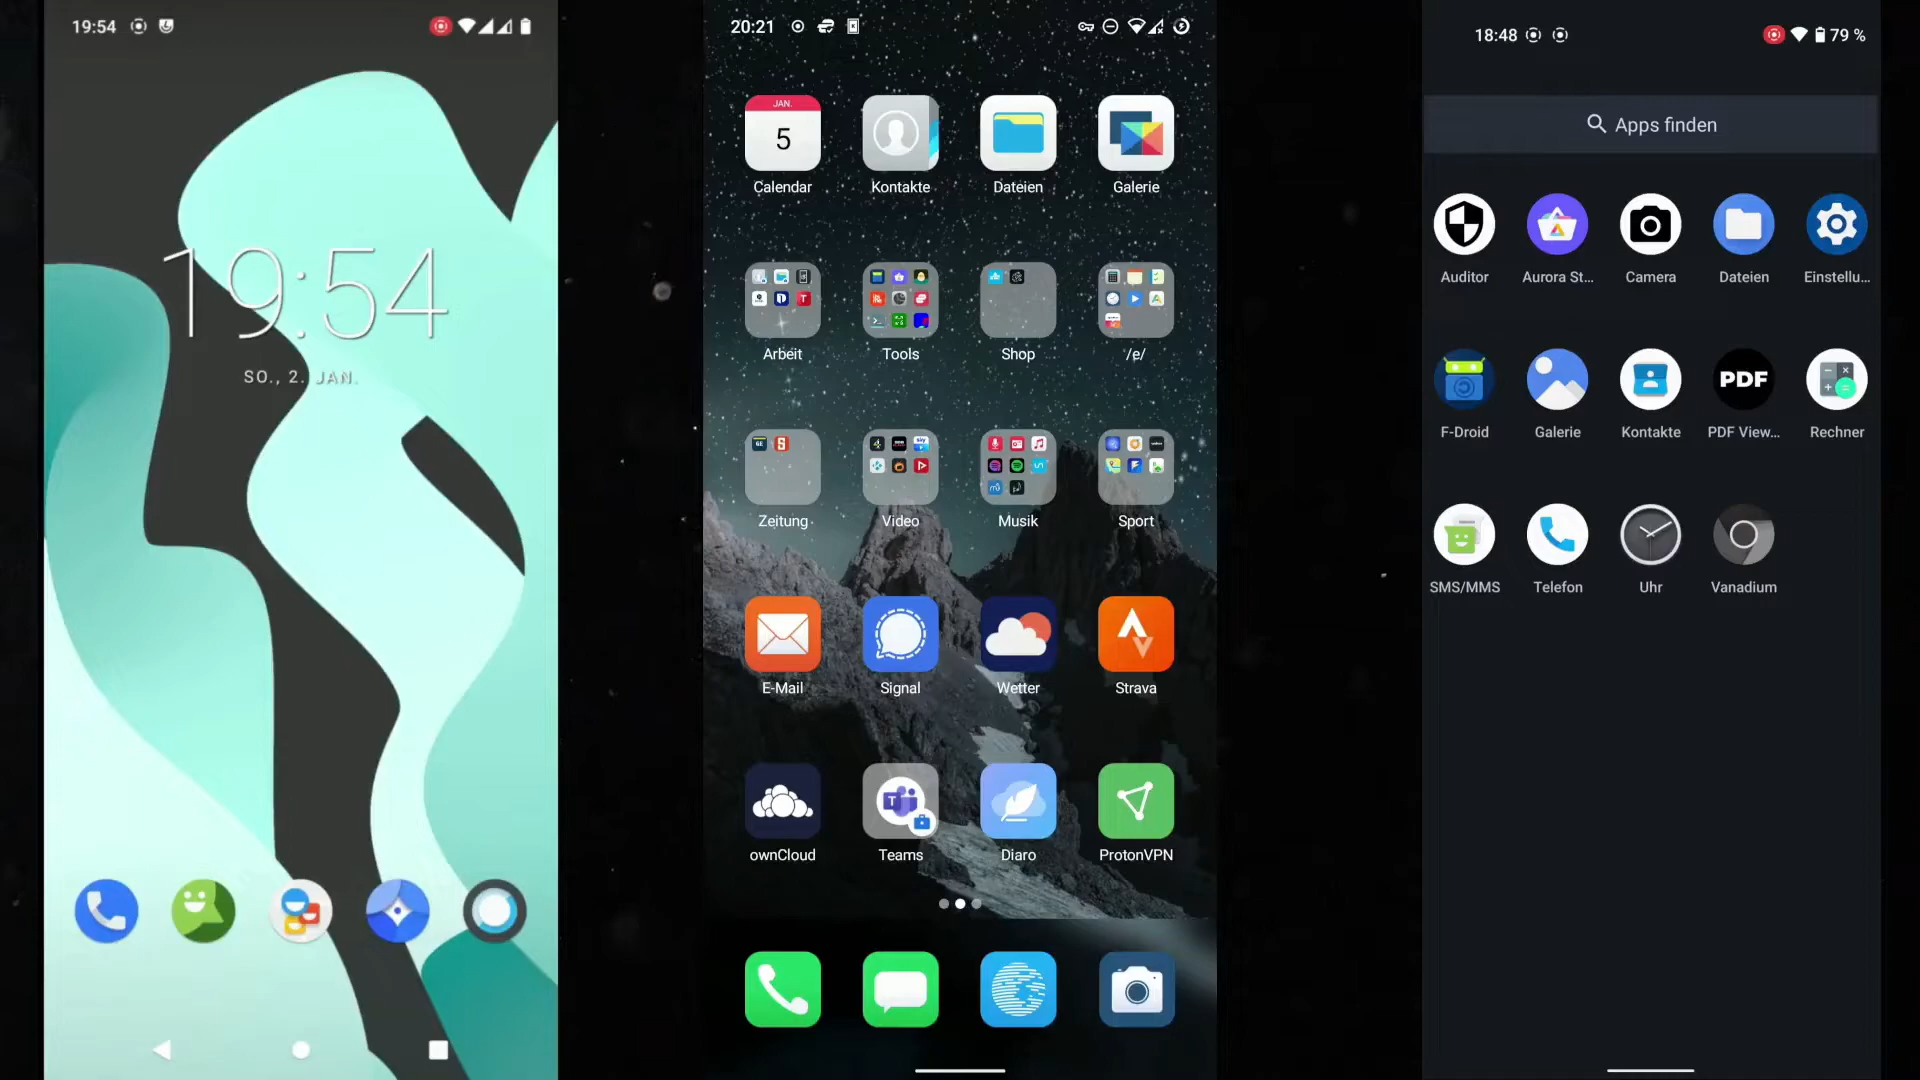 19:54
19:54
SO., 2. JAN.
20:21
JAN.
5
Calendar
Kontakte
Dateien
Galerie
Arbeit
Tools
Shop
/e/
Zeitung
Video
Musik
Sport
E-Mail
Signal
Wetter
Strava
ownCloud
Teams
Diaro
ProtonVPN
18:48
79 %
Apps finden
Auditor
Aurora St...
Camera
Dateien
Einstellu...
F-Droid
Galerie
Kontakte
PDF
PDF View...
Rechner
SMS/MMS
Telefon
Uhr
Vanadium